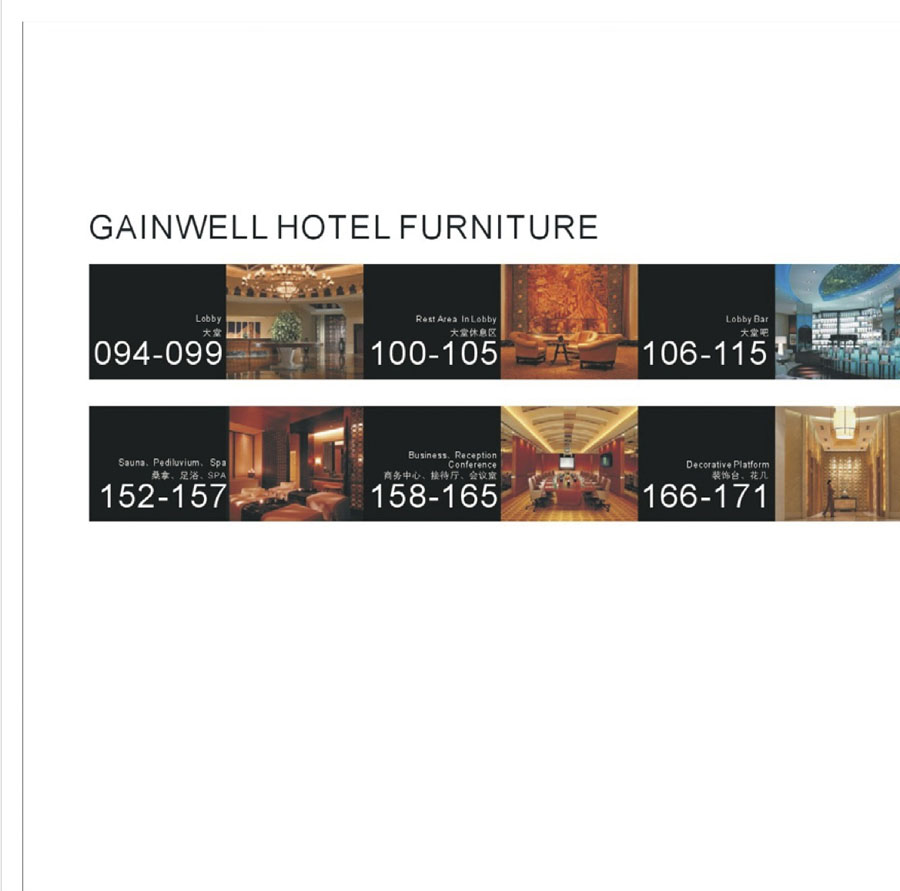 GAINWELL HOTEL FURNITURE
Lobby
大堂
094-099
Rest Area In Lobby
大堂休息区
100-105
Lobby Bar
大堂吧
106-115
Sauna、Pediluvium、Spa
桑拿、足浴、SPA
152-157
Business、Reception
Conference
商务中心、接待厅、会议室
158-165
Decorative Platform
装饰台、花几
166-171